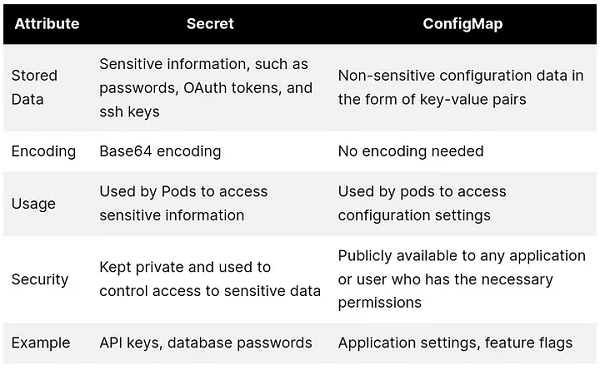 Attribute Secret ConfigMap
Stored Data
Sensitive information, such as
passwords, OAuth tokens, and
ssh keys
Non-sensitive configuration data in
the form of key-value pairs
Encoding Base64 encoding No encoding needed
Usage
Used by Pods to access
sensitive information
Used by pods to access
configuration settings
Security
Kept private and used to
control access to sensitive data
Publicly available to any application
or user who has the necessary
permissions
Example API keys, database passwords Application settings, feature flags